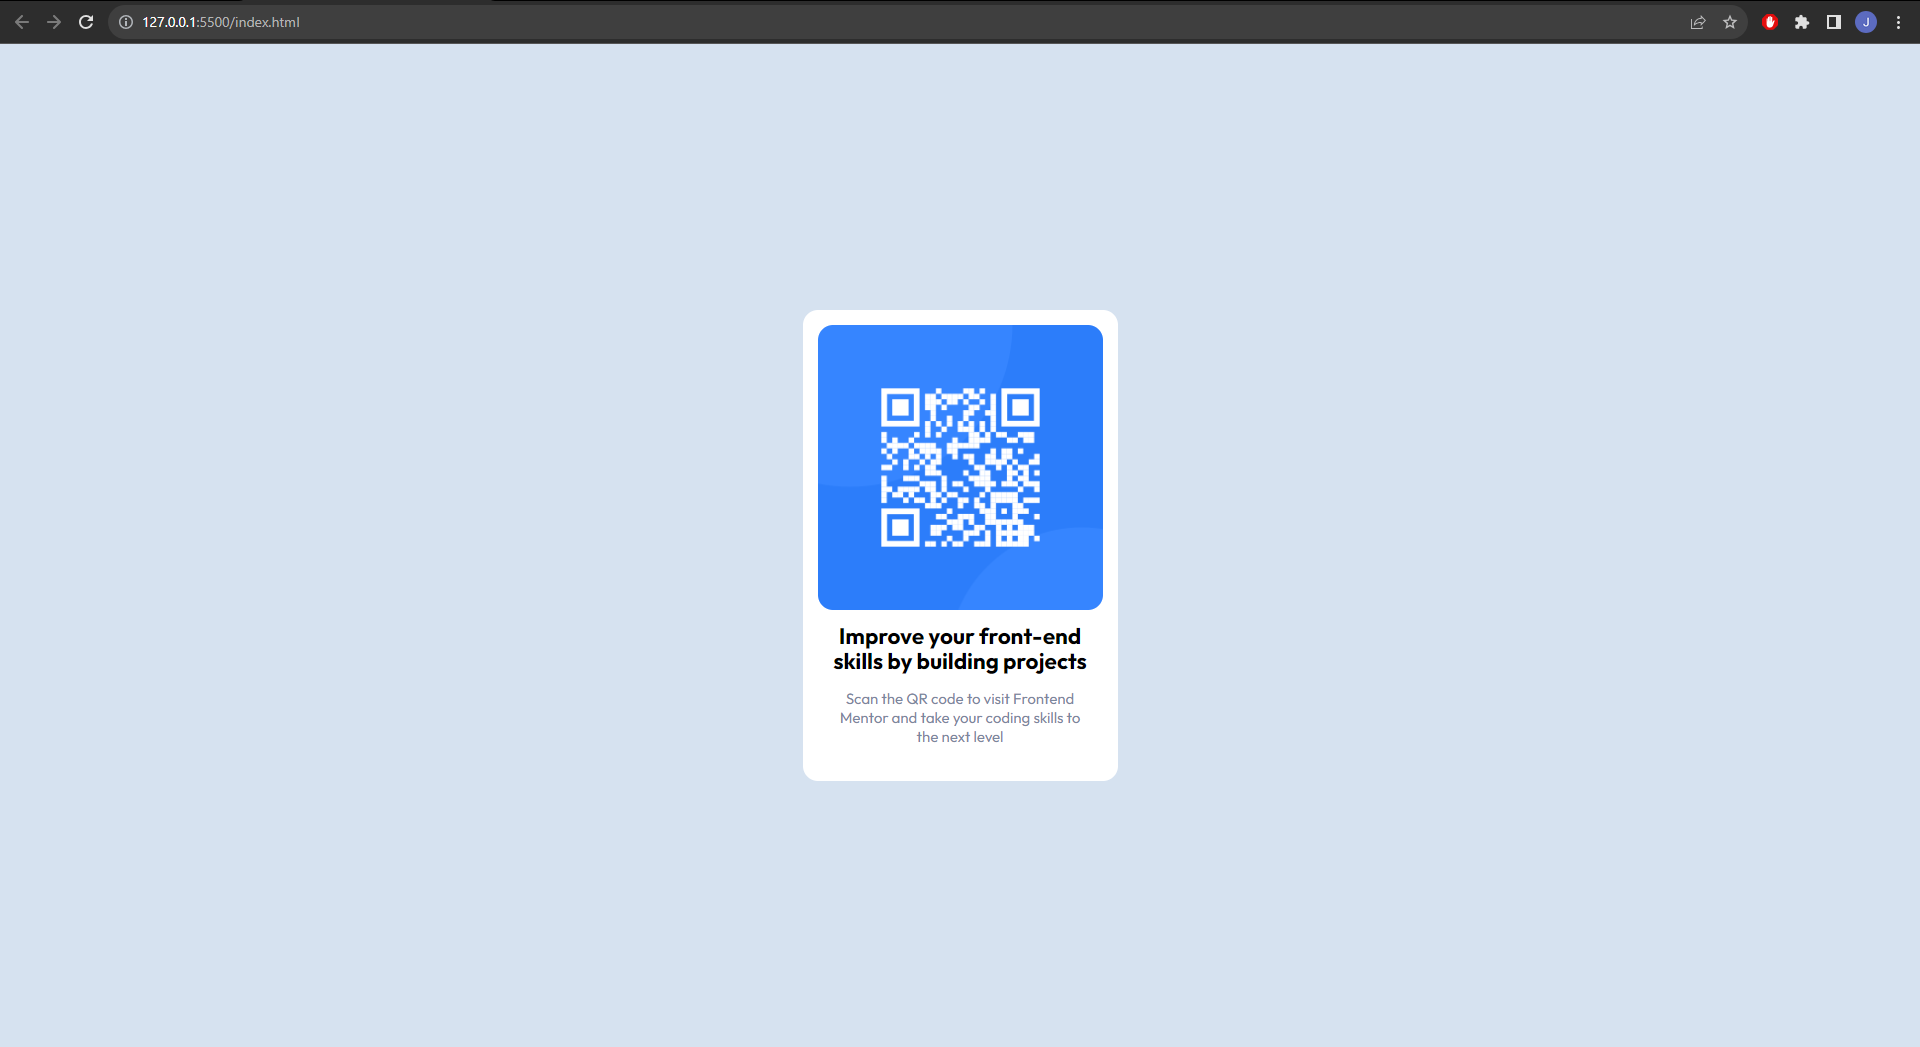 127.0.0.1:5500/index.html
J
Improve your front-end
skills by building projects
Scan the QR code to visit Frontend
Mentor and take your coding skills to
the next level